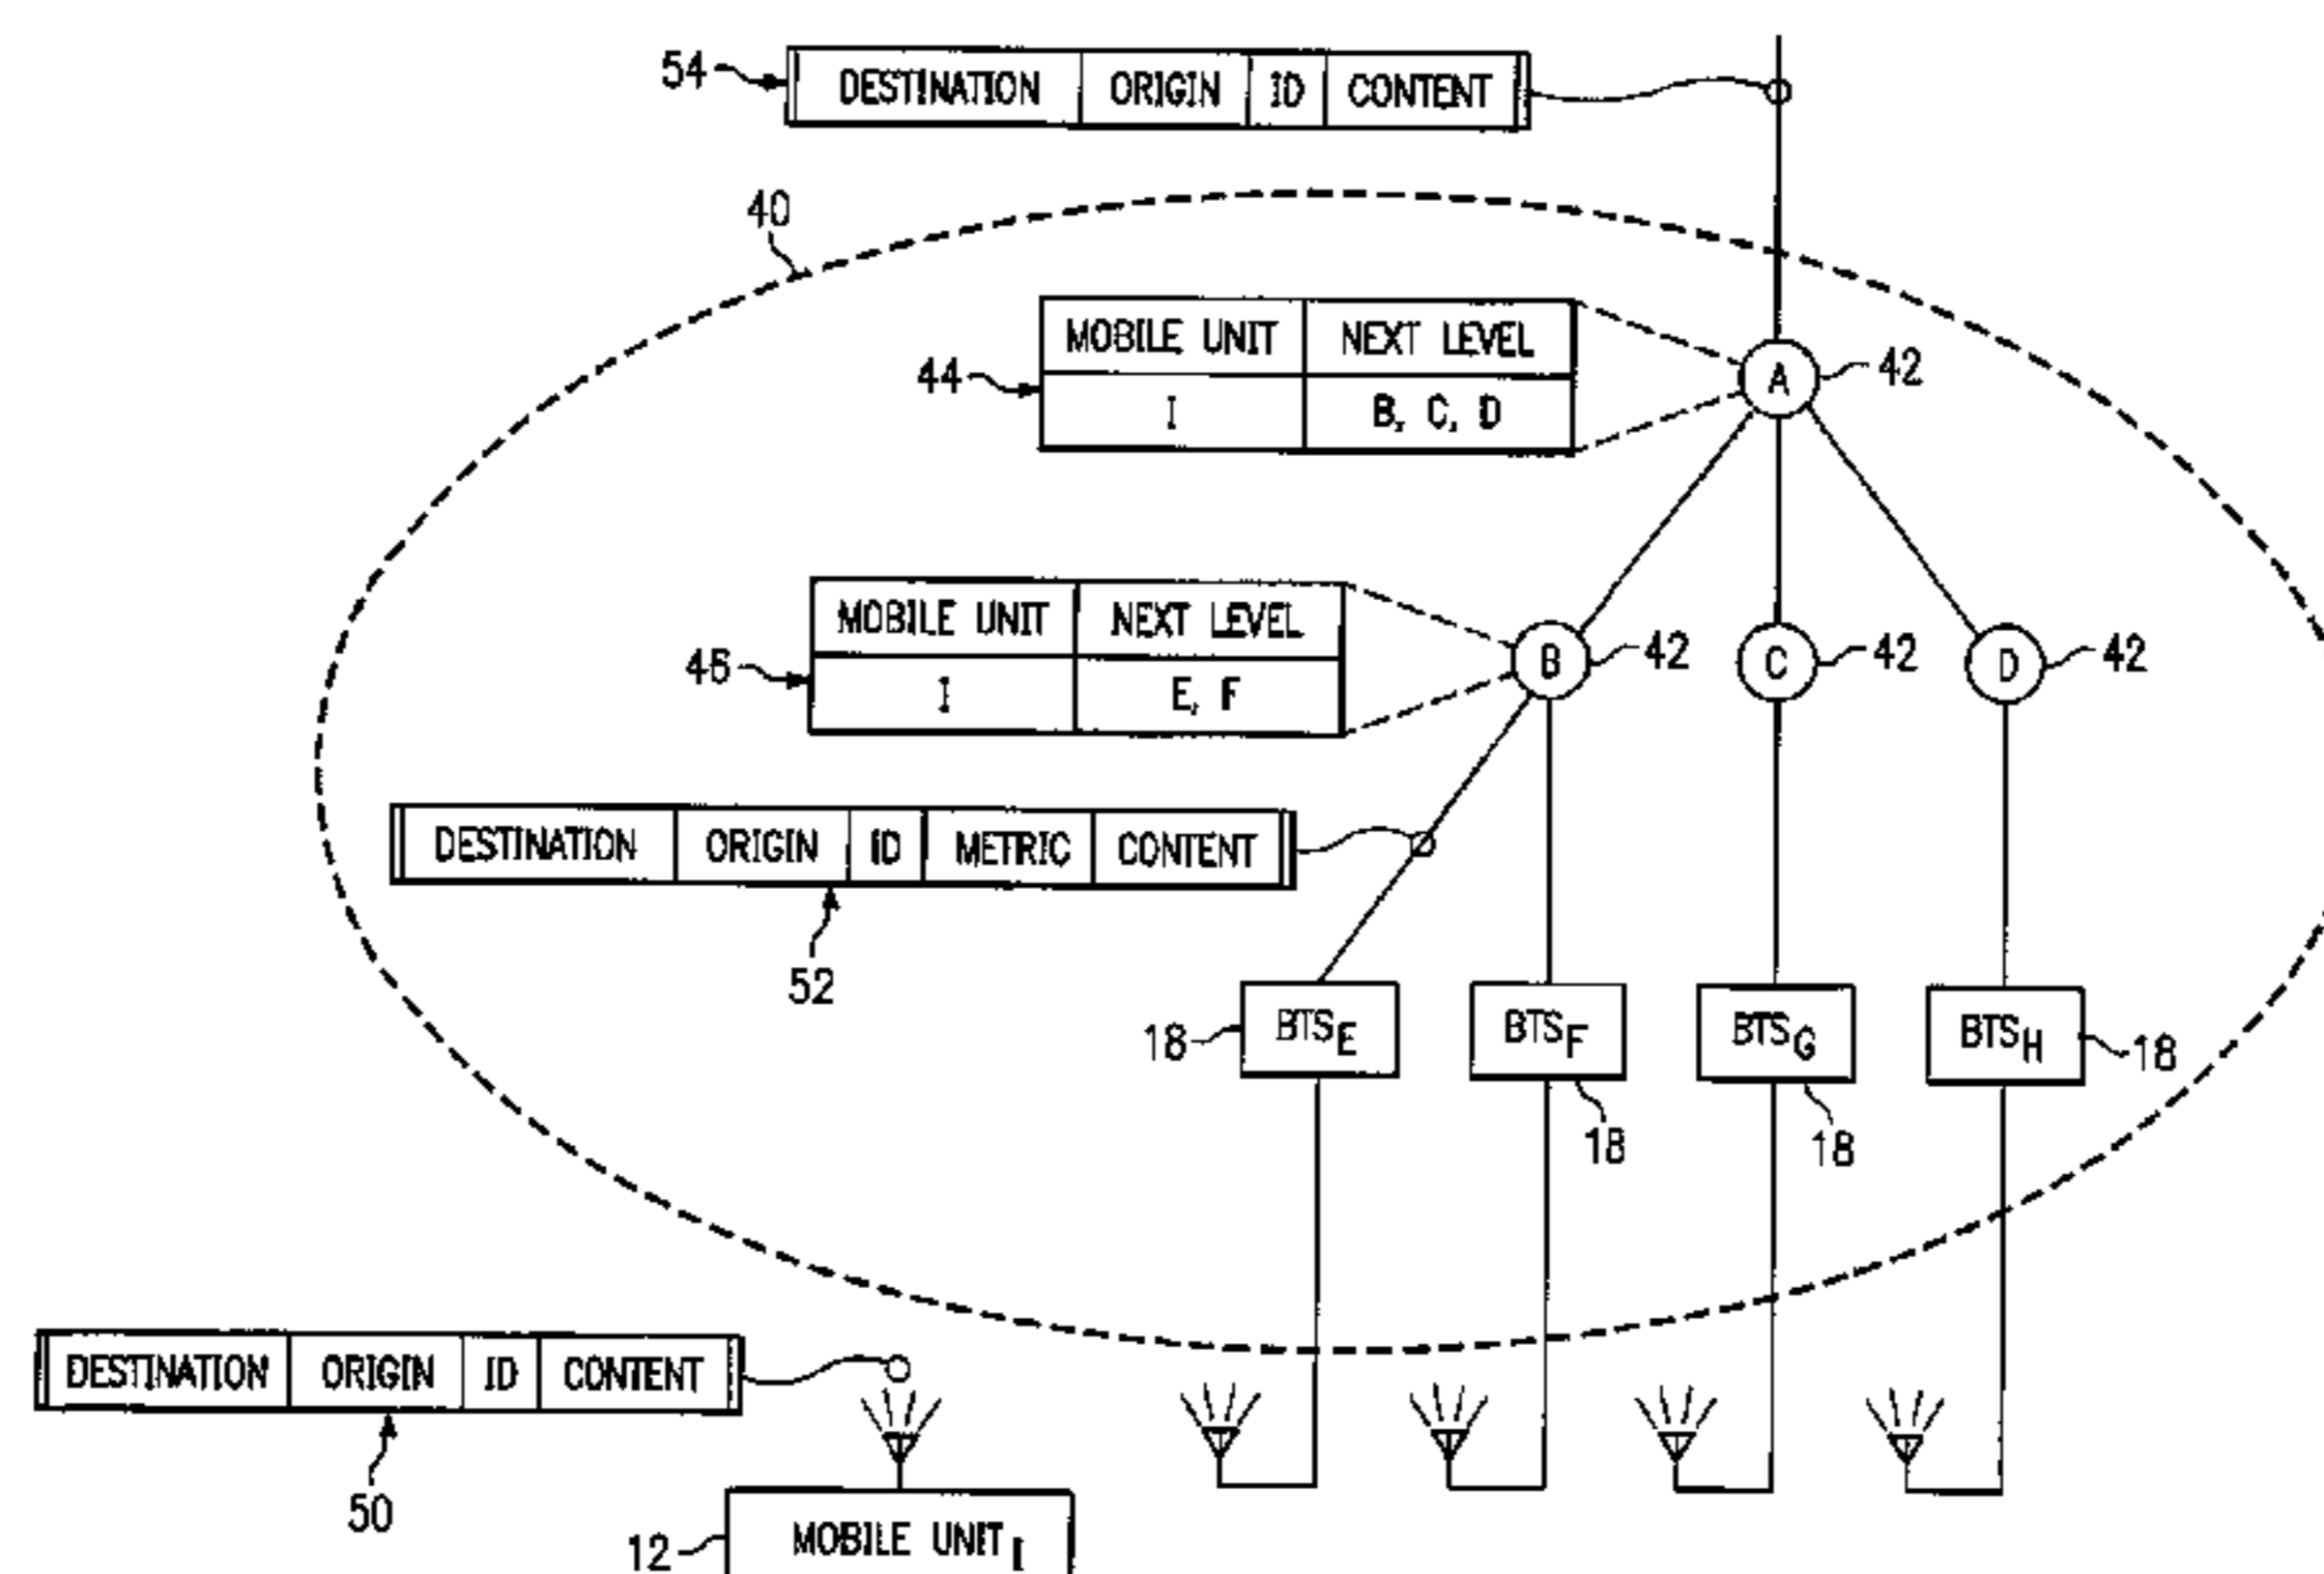 54 DESTINATION ORIGIN ID CONTENT
40
MOBILE UNIT NEXT LEVEL
44 I B, C, D
A 42
MOBILE UNIT NEXT LEVEL
46 I E, F
B 42 C 42 D 42
DESTINATION ORIGIN ID METRIC CONTENT
52
18 BTSE BTSF BTSG BTSH 18
18 18
DESTINATION ORIGIN ID CONTENT
50
12 MOBILE UNIT I